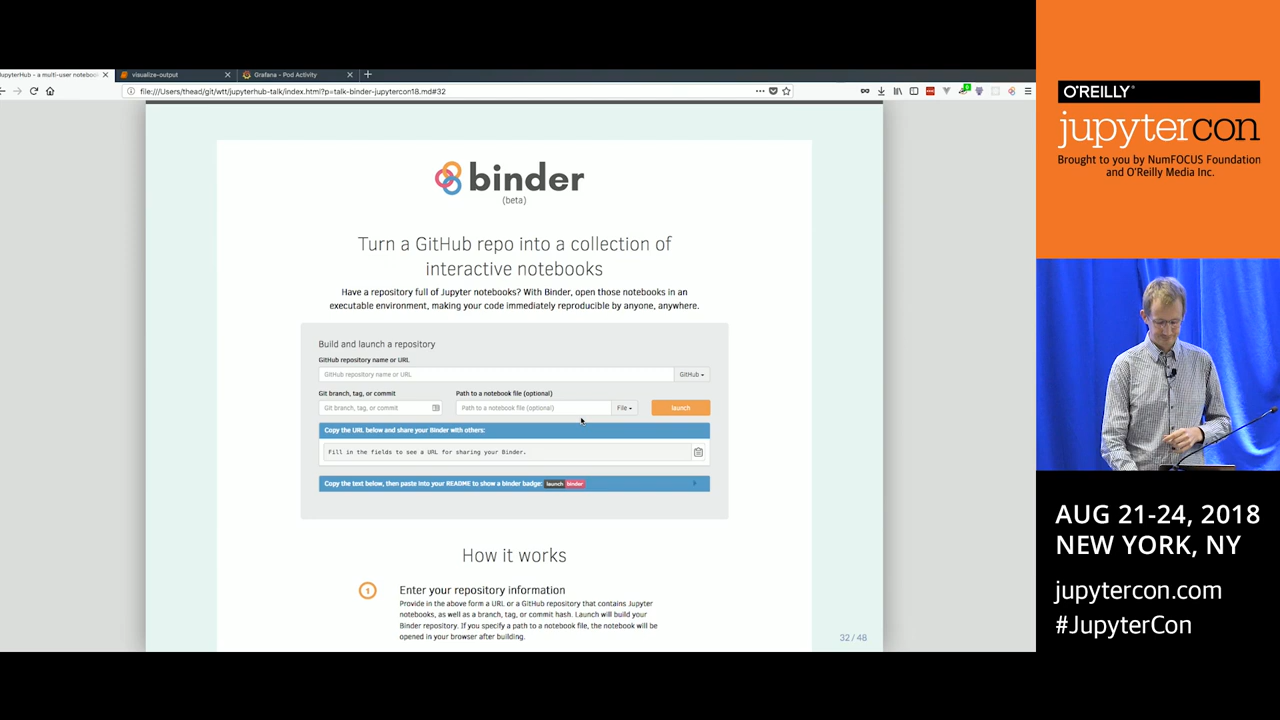 JupyterHub - a multi-user noteboo
visualize-output
Grafana - Pod Activity
file:///Users/thead/git/wtt/jupyterhub-talk/index.html?p=talk-binder-jupytercon18.md#32
binder
(beta)
Turn a GitHub repo into a collection of
interactive notebooks
Have a repository full of Jupyter notebooks? With Binder, open those notebooks in an
executable environment, making your code immediately reproducible by anyone, anywhere.
Build and launch a repository
GitHub repository name or URL
GitHub repository name or URL
GitHub
Git branch, tag, or commit
Path to a notebook file (optional)
Git branch, tag, or commit
Path to a notebook file (optional)
File
launch
Copy the URL below and share your Binder with others:
Fill in the fields to see a URL for sharing your Binder.
Copy the text below, then paste into your README to show a binder badge: launch binder
How it works
1
Enter your repository information
Provide in the above form a URL or a GitHub repository that contains Jupyter
notebooks, as well as a branch, tag, or commit hash. Launch will build your
Binder repository. If you specify a path to a notebook file, the notebook will be
opened in your browser after building.
32 / 48
O'REILLY®
jupytercon
Brought to you by NumFOCUS Foundation
and O'Reilly Media Inc.
AUG 21-24, 2018
NEW YORK, NY
jupytercon.com
#JupyterCon